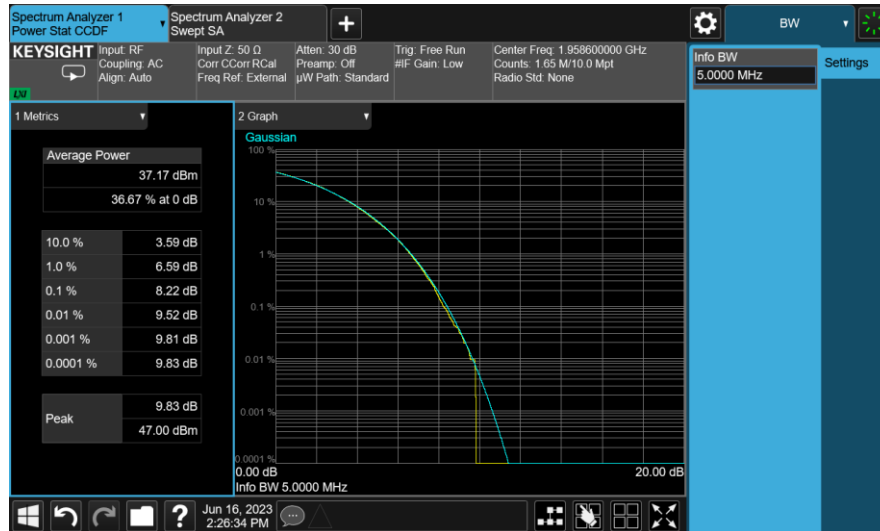 Spectrum Analyzer 1
Power Stat CCDF
Spectrum Analyzer 2
Swept SA
+
BW
KEYSIGHT
Input: RF
Coupling: AC
Align: Auto
Input Z: 50 Ω
Corr CCorr RCal
Freq Ref: External
Atten: 30 dB
Preamp: Off
µW Path: Standard
Trig: Free Run
#IF Gain: Low
Center Freq: 1.958600000 GHz
Counts: 1.65 M/10.0 Mpt
Radio Std: None
Info BW
5.0000 MHz
Settings
1 Metrics
Average Power
37.17 dBm
36.67 % at 0 dB
10.0 % 3.59 dB
1.0 % 6.59 dB
0.1 % 8.22 dB
0.01 % 9.52 dB
0.001 % 9.81 dB
0.0001 % 9.83 dB
Peak
9.83 dB
47.00 dBm
2 Graph
Gaussian
100 %
10 %
1 %
0.1 %
0.01 %
0.001 %
0.0001 %
0.00 dB 20.00 dB
Info BW 5.0000 MHz
?
Jun 16, 2023
2:26:34 PM